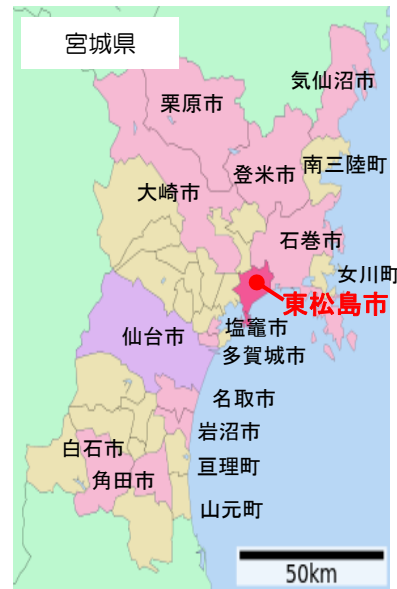 宮城県
気仙沼市
栗原市
登米市
南三陸町
大崎市
石巻市
女川町
東松島市
塩竈市
仙台市
多賀城市
名取市
岩沼市
白石市
亘理町
角田市
山元町
50km